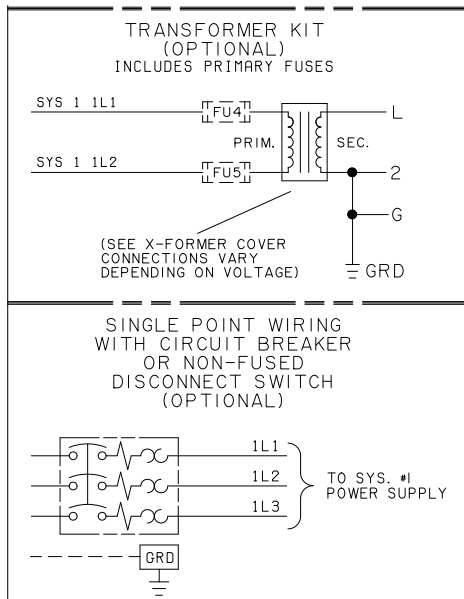 TRANSFORMER KIT
(OPTIONAL)
INCLUDES PRIMARY FUSES
SYS 1 1L1
FU4
L
PRIM.
SEC.
SYS 1 1L2
FU5
2
G
(SEE X-FORMER COVER
CONNECTIONS VARY
DEPENDING ON VOLTAGE)
GRD
SINGLE POINT WIRING
WITH CIRCUIT BREAKER
OR NON-FUSED
DISCONNECT SWITCH
(OPTIONAL)
1L1
1L2
1L3
TO SYS. #1
POWER SUPPLY
GRD